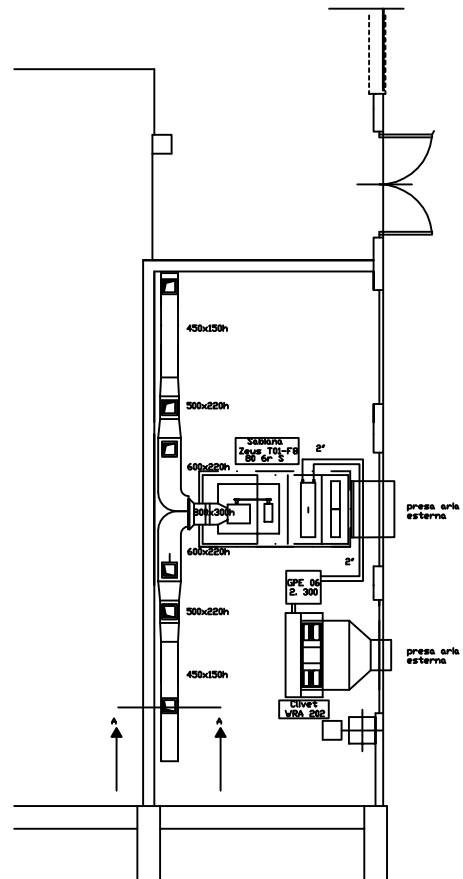 450x150h
500x220h
Sabiana
Zeus T01-F8
80 6r S
2"
600x220h
800x300h
presa aria
esterna
600x220h
2"
GPE 06
2. 300
500x220h
presa aria
esterna
450x150h
Clivet
WRA 202
A
A